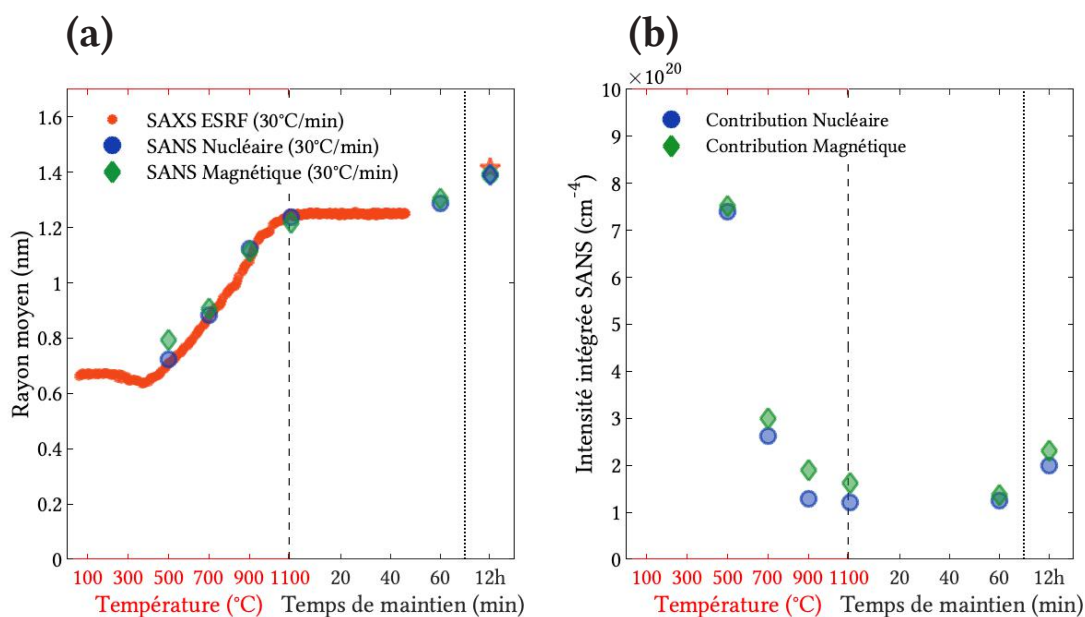 (a)
Rayon moyen (nm)
1.6
1.4
1.2
1
0.8
0.6
0.4
0.2
0
SAXS ESRF (30°C/min)
SANS Nucléaire (30°C/min)
SANS Magnétique (30°C/min)
100 300 500 700 900 1100 20 40 60 12h
Température (°C) Temps de maintien (min)
(b)
× 10^20
Intensité intégrée SANS (cm^-4)
10
9
8
7
6
5
4
3
2
1
0
Contribution Nucléaire
Contribution Magnétique
100 300 500 700 900 1100 20 40 60 12h
Température (°C) Temps de maintien (min)